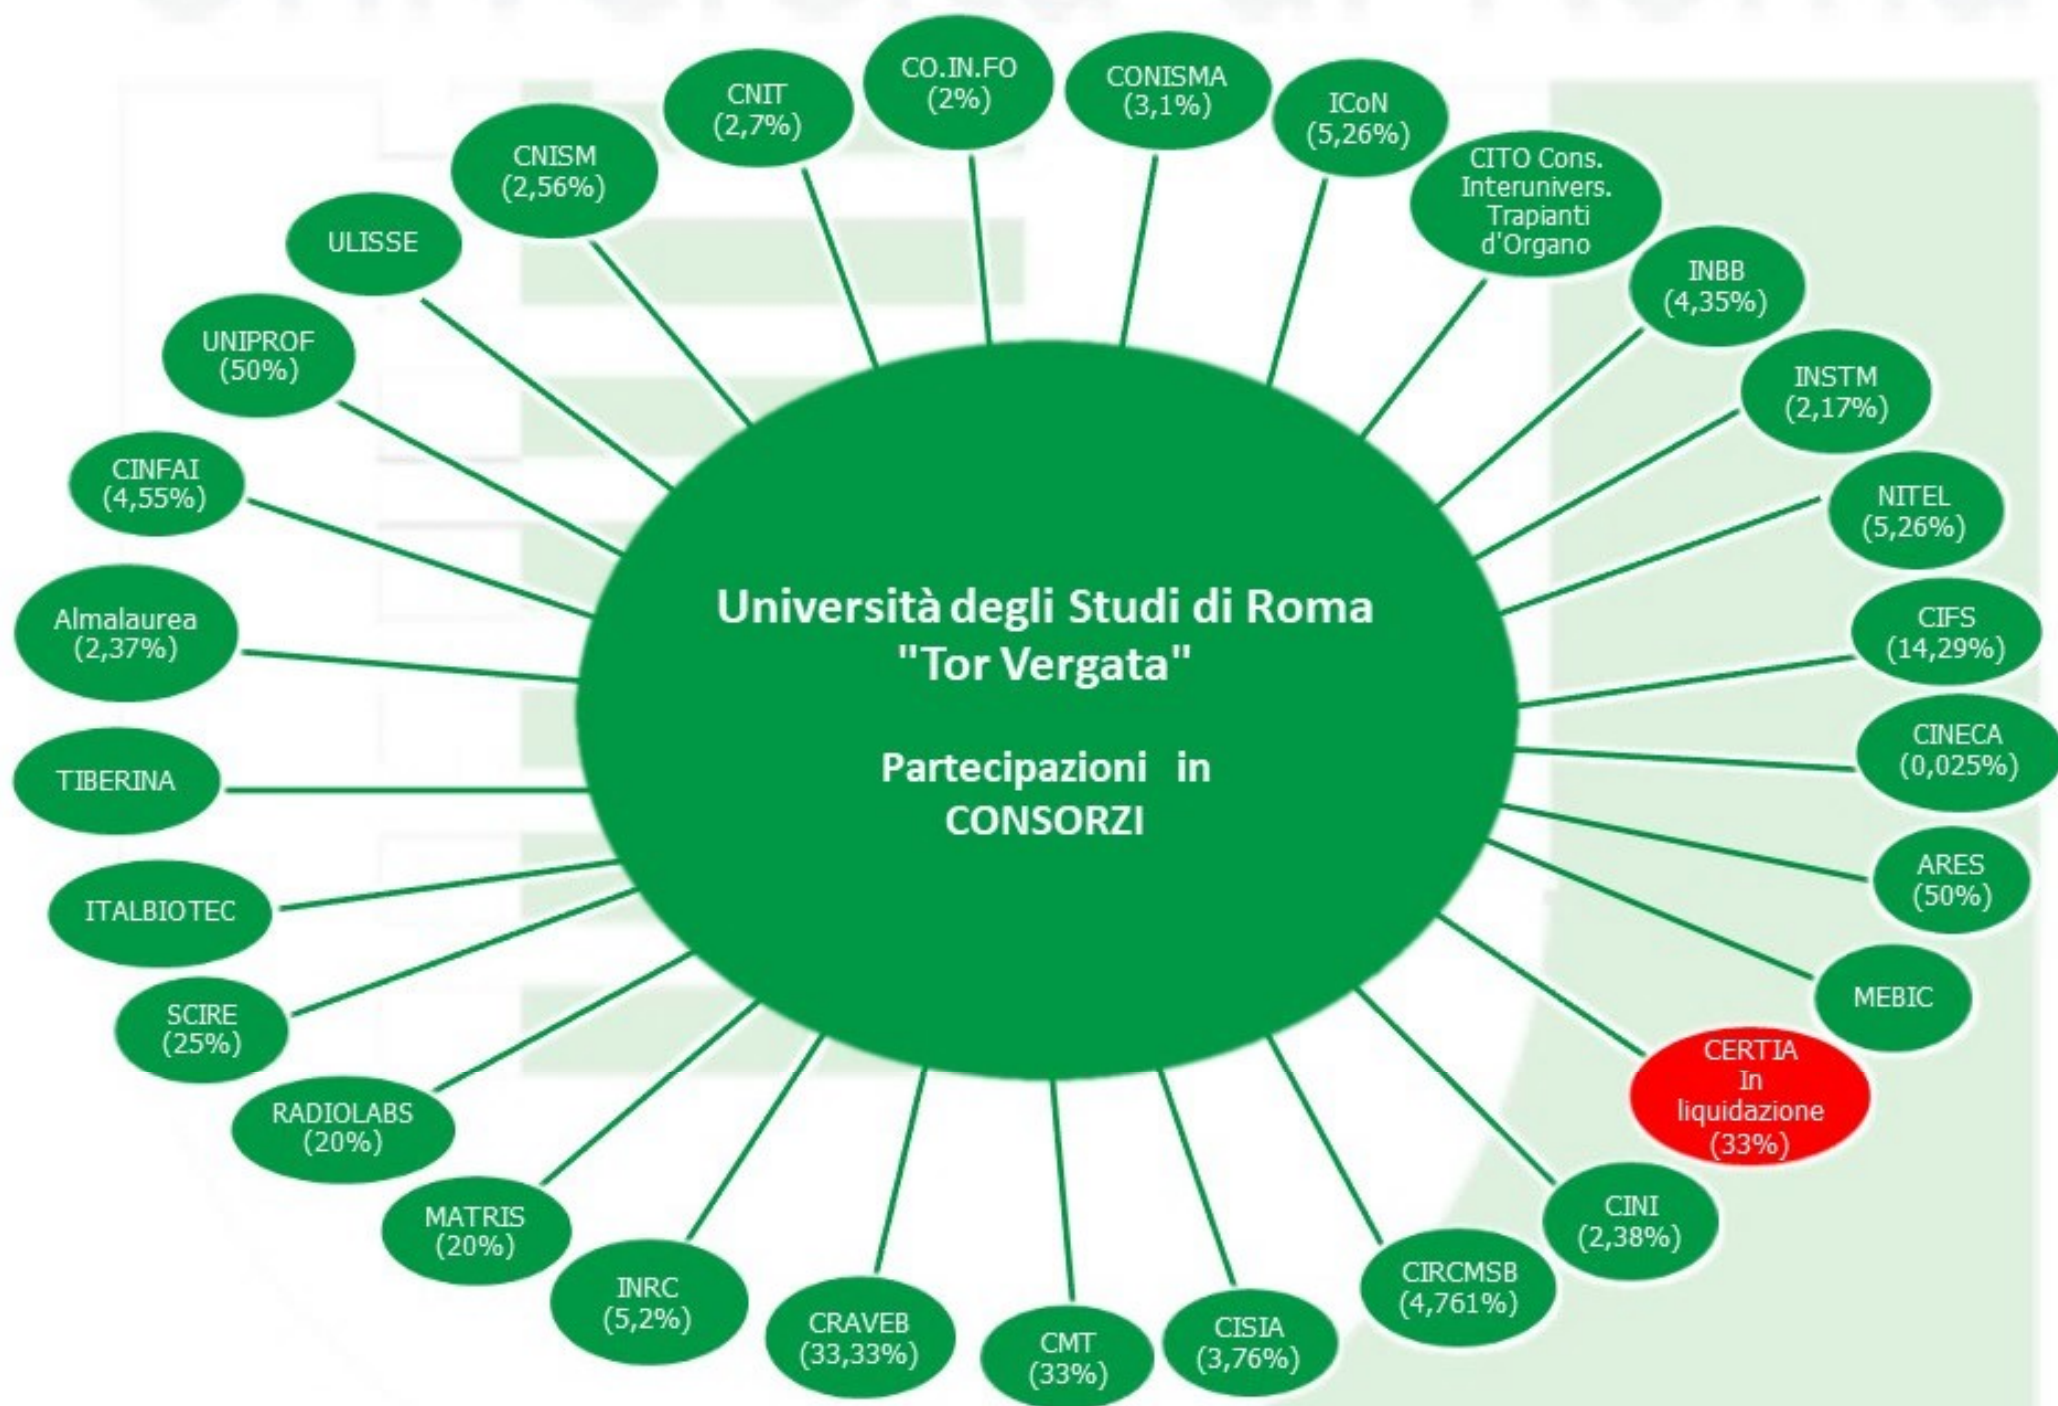 Università degli Studi di Roma
"Tor Vergata"
Partecipazioni in
CONSORZI
CO.IN.FO
(2%)
CONISMA
(3,1%)
ICoN
(5,26%)
CITO Cons.
Interunivers.
Trapianti
d'Organo
INBB
(4,35%)
INSTM
(2,17%)
NITEL
(5,26%)
CIFS
(14,29%)
CINECA
(0,025%)
ARES
(50%)
MEBIC
CERTIA
In
liquidazione
(33%)
CINI
(2,38%)
CIRCMSB
(4,761%)
CISIA
(3,76%)
CMT
(33%)
CRAVEB
(33,33%)
INRC
(5,2%)
MATRIS
(20%)
RADIOLABS
(20%)
SCIRE
(25%)
ITALBIOTEC
TIBERINA
Almalaurea
(2,37%)
CINFAI
(4,55%)
UNIPROF
(50%)
ULISSE
CNISM
(2,56%)
CNIT
(2,7%)